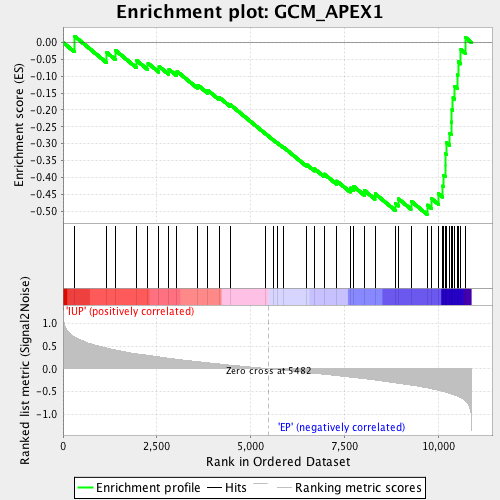 Enrichment plot: GCM_APEX1
Enrichment score (ES)
0.00
-0.05
-0.10
-0.15
-0.20
-0.25
-0.30
-0.35
-0.40
-0.45
-0.50
'IUP' (positively correlated)
Ranked list metric (Signal2Noise)
1.0
0.5
0.0
-0.5
-1.0
Zero cross at 5482
'EP' (negatively correlated)
0
2,500
5,000
7,500
10,000
Rank in Ordered Dataset
Enrichment profile
Hits
Ranking metric scores